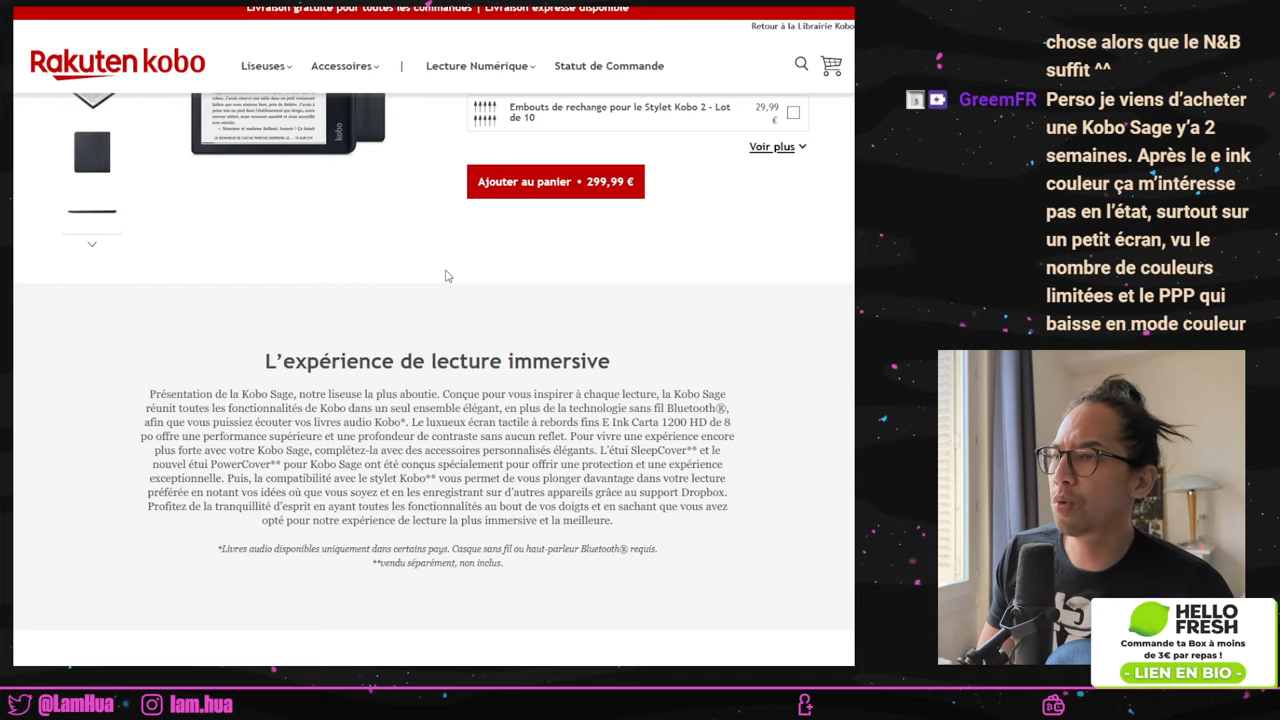 Livraison gratuite pour toutes les commandes | Livraison expresse disponible
Retour à la Librairie Kobo
Rakuten kobo
Liseuses
Accessoires
|
Lecture Numérique
Statut de Commande
Embouts de rechange pour le Stylet Kobo 2 - Lot de 10
29,99 €
Voir plus
Ajouter au panier • 299,99 €
kobo
L'expérience de lecture immersive
Présentation de la Kobo Sage, notre liseuse la plus aboutie. Conçue pour vous inspirer à chaque lecture, la Kobo Sage
réunit toutes les fonctionnalités de Kobo dans un seul ensemble élégant, en plus de la technologie sans fil Bluetooth®,
afin que vous puissiez écouter vos livres audio Kobo*. Le luxueux écran tactile à rebords fins E Ink Carta 1200 HD de 8
po offre une performance supérieure et une profondeur de contraste sans aucun reflet. Pour vivre une expérience encore
plus forte avec votre Kobo Sage, complétez-la avec des accessoires personnalisés élégants. L'étui SleepCover** et le
nouvel étui PowerCover** pour Kobo Sage ont été conçus spécialement pour offrir une protection et une expérience
exceptionnelle. Puis, la compatibilité avec le stylet Kobo** vous permet de vous plonger davantage dans votre lecture
préférée en notant vos idées où que vous soyez et en les enregistrant sur d'autres appareils grâce au support Dropbox.
Profitez de la tranquillité d'esprit en ayant toutes les fonctionnalités au bout de vos doigts et en sachant que vous avez
opté pour notre expérience de lecture la plus immersive et la meilleure.
*Livres audio disponibles uniquement dans certains pays. Casque sans fil ou haut-parleur Bluetooth® requis.
**vendu séparément, non inclus.
chose alors que le N&B
suffit ^^
GreemFR
Perso je viens d'acheter
une Kobo Sage y'a 2
semaines. Après le e ink
couleur ça m'intéresse
pas en l'état, surtout sur
un petit écran, vu le
nombre de couleurs
limitées et le PPP qui
baisse en mode couleur
HELLO
FRESH
Commande ta Box à moins
de 3€ par repas !
- LIEN EN BIO -
@LamHua
lam.hua